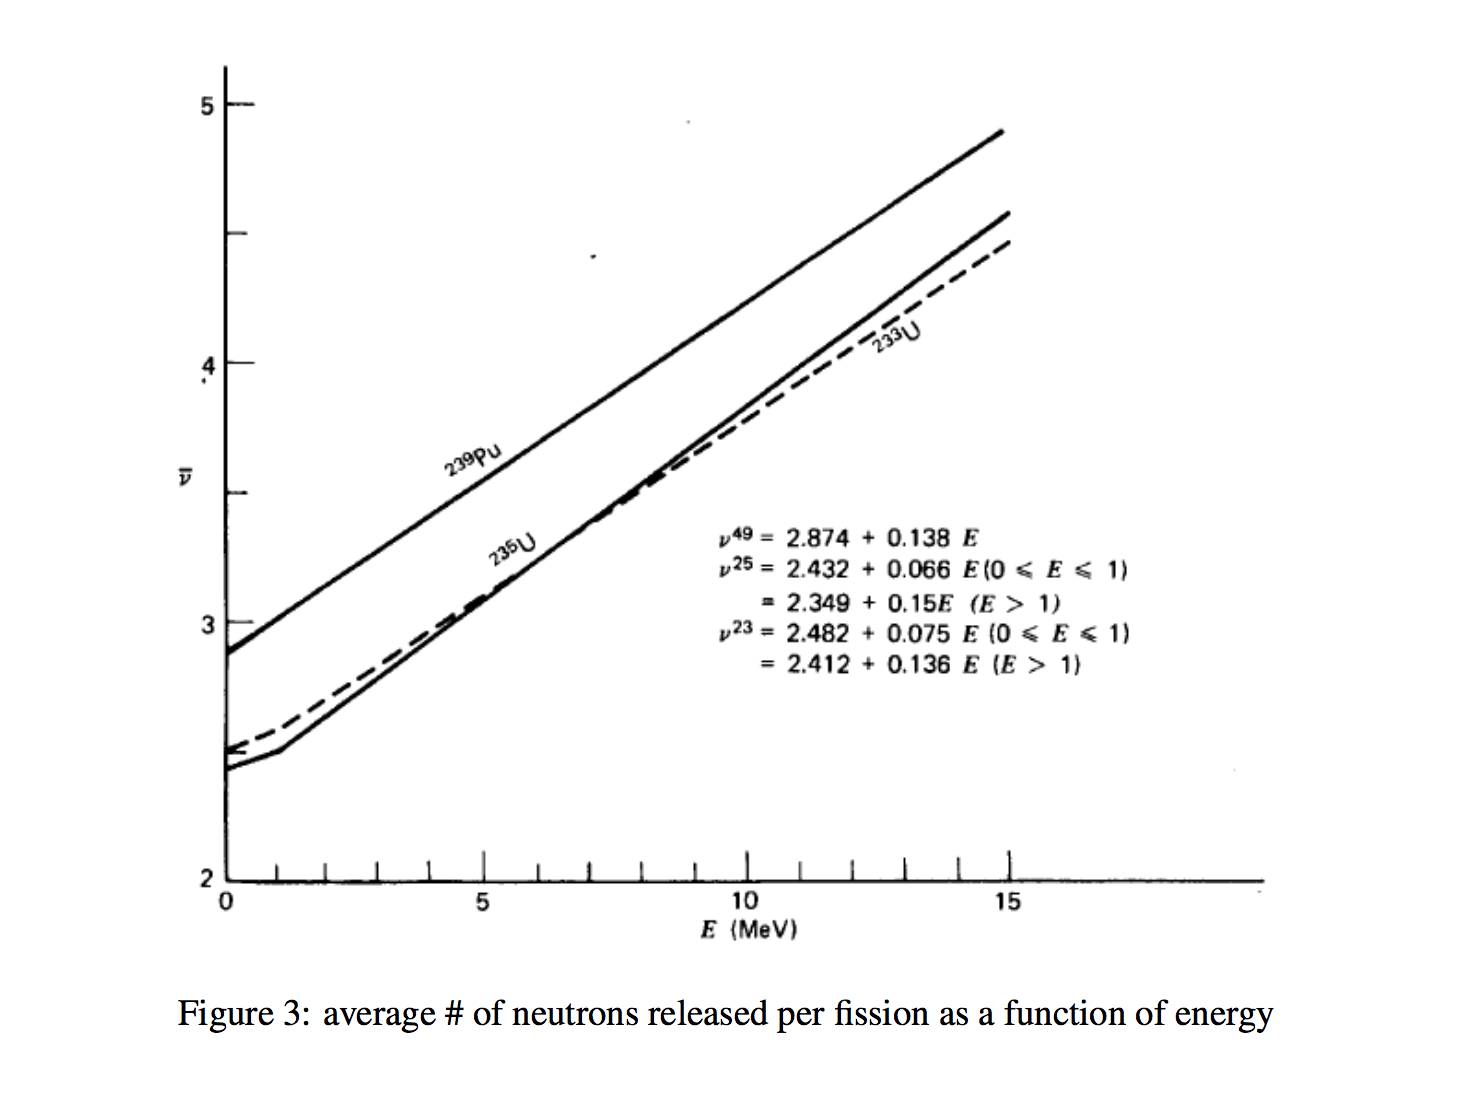 5
4
ν̄
3
2
239Pu
235U
233U
ν49 = 2.874 + 0.138 E
ν25 = 2.432 + 0.066 E (0 ⩽ E ⩽ 1)
= 2.349 + 0.15E (E > 1)
ν23 = 2.482 + 0.075 E (0 ⩽ E ⩽ 1)
= 2.412 + 0.136 E (E > 1)
0 5 10 15
E (MeV)
Figure 3: average # of neutrons released per fission as a function of energy